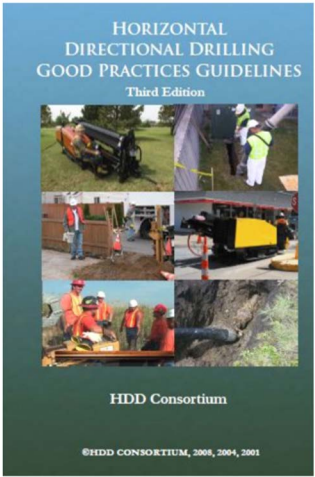 HORIZONTAL
DIRECTIONAL DRILLING
GOOD PRACTICES GUIDELINES
Third Edition
HDD Consortium
©HDD CONSORTIUM, 2008, 2004, 2001